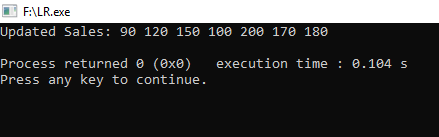 F:\LR.exe
Updated Sales: 90 120 150 100 200 170 180
Process returned 0 (0x0)   execution time : 0.104 s
Press any key to continue.